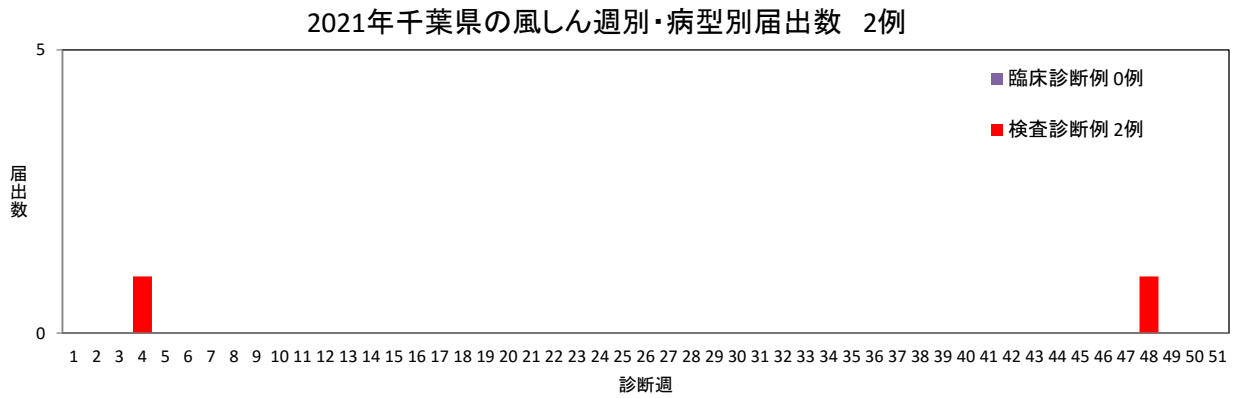 2021年千葉県の風しん週別・病型別届出数　2例
5
臨床診断例 0例
検査診断例 2例
届出数
0
1 2 3 4 5 6 7 8 9 10 11 12 13 14 15 16 17 18 19 20 21 22 23 24 25 26 27 28 29 30 31 32 33 34 35 36 37 38 39 40 41 42 43 44 45 46 47 48 49 50 51
診断週